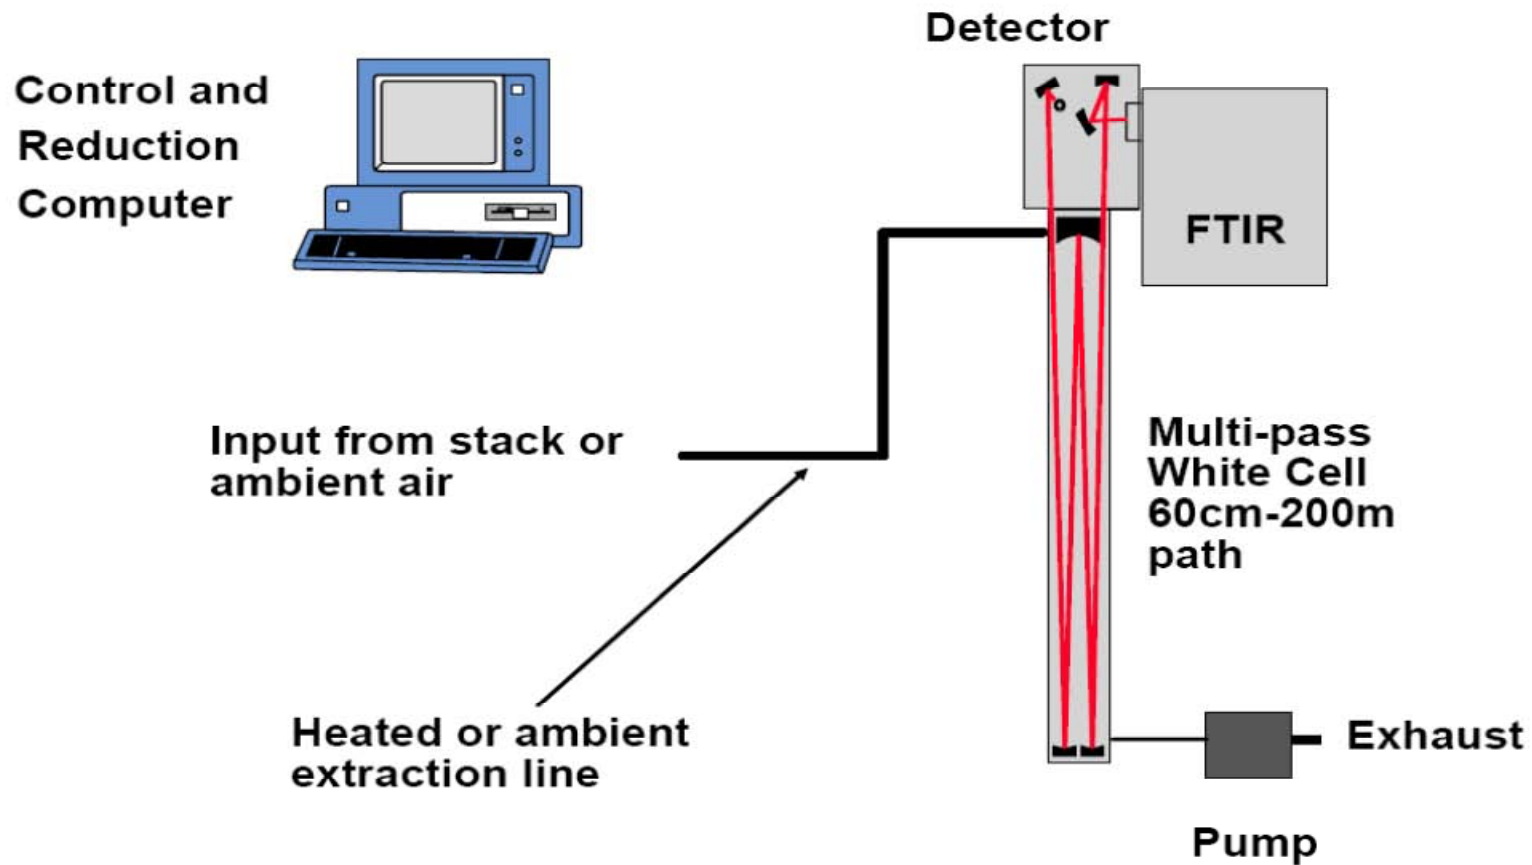 Detector
Control and
Reduction
Computer
FTIR
Input from stack or
ambient air
Multi-pass
White Cell
60cm-200m
path
Heated or ambient
extraction line
Exhaust
Pump